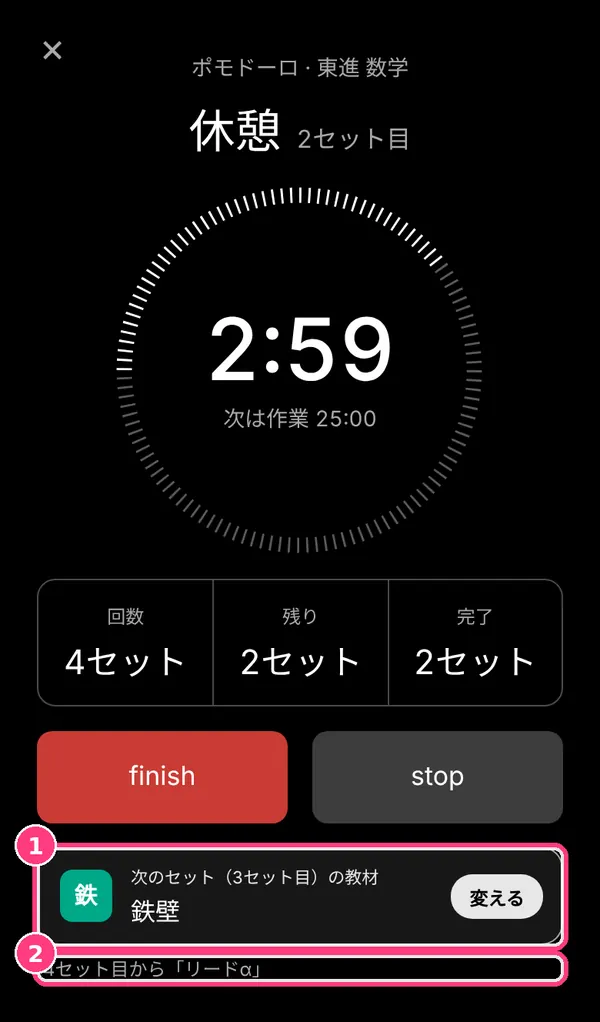 ×
ポモドーロ · 東進 数学
休憩 2セット目
2:59
次は作業 25:00
回数 残り 完了
4セット 2セット 2セット
finish stop
1
次のセット（3セット目）の教材
鉄 鉄壁 変える
2
4セット目から「リードα」